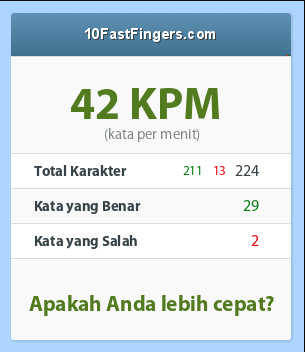 10FastFingers.com
42 KPM
(kata per menit)
Total Karakter 211 13 224
Kata yang Benar 29
Kata yang Salah 2
Apakah Anda lebih cepat?